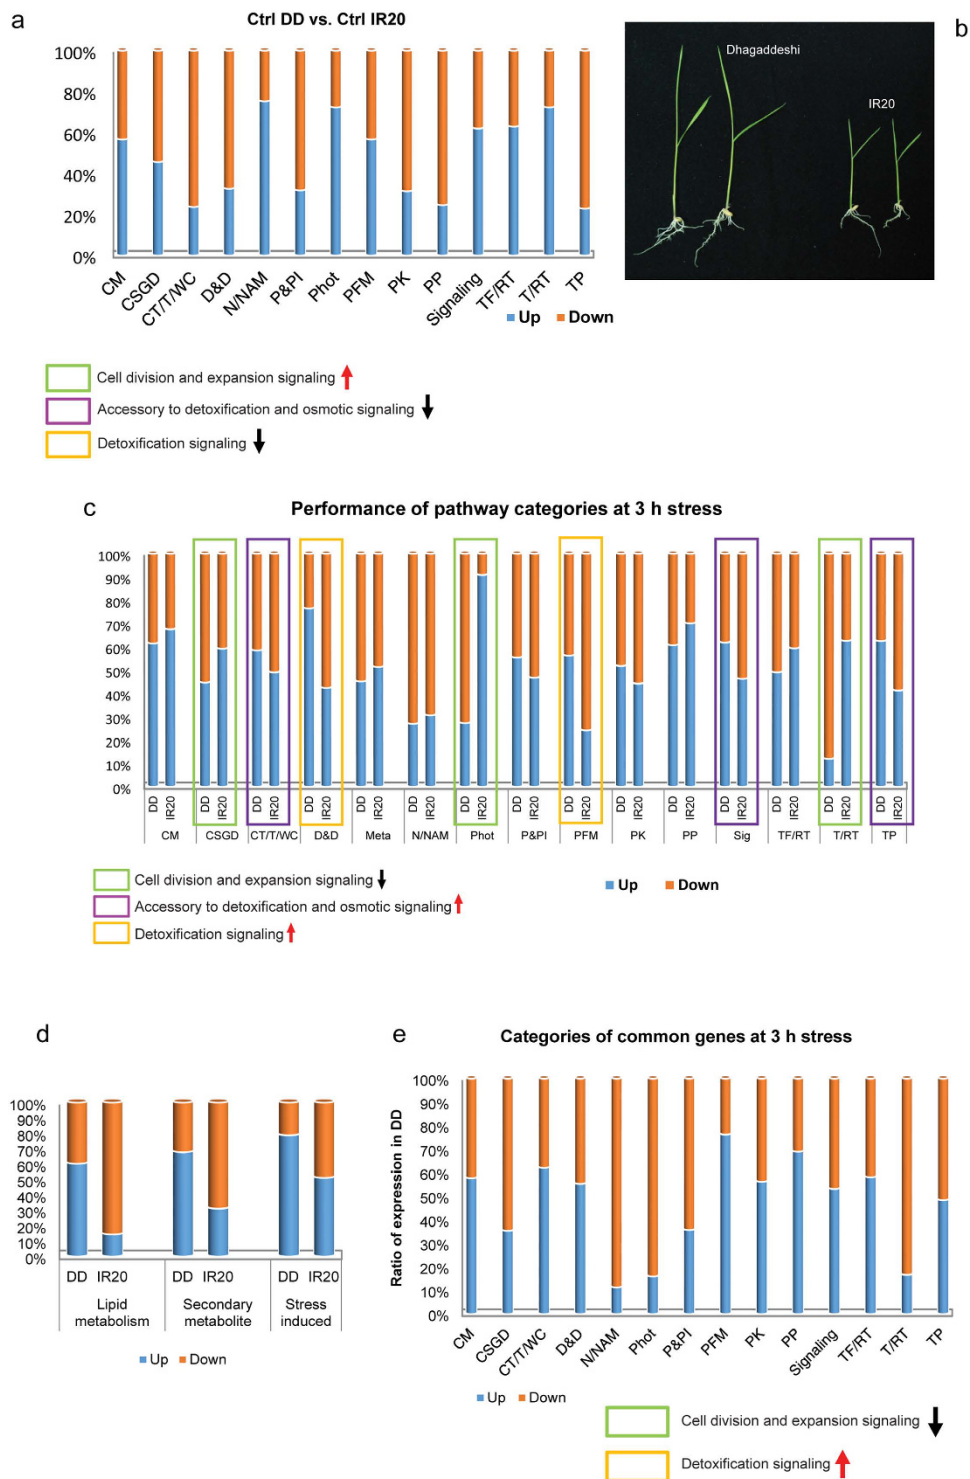 a
Ctrl DD vs. Ctrl IR20
b
100%
80%
60%
40%
20%
0%
CM
CSGD
CT/T/WC
D&D
N/NAM
P&PI
Phot
PFM
PK
PP
Signaling
TF/RT
T/RT
TP
Up Down
Dhagaddeshi
IR20
Cell division and expansion signaling
Accessory to detoxification and osmotic signaling
Detoxification signaling
c
Performance of pathway categories at 3 h stress
100%
90%
80%
70%
60%
50%
40%
30%
20%
10%
0%
DD IR20 DD IR20 DD IR20 DD IR20 DD IR20 DD IR20 DD IR20 DD IR20 DD IR20 DD IR20 DD IR20 DD IR20 DD IR20 DD IR20 DD IR20
CM CSGD CT/T/WC D&D Meta N/NAM Phot P&PI PFM PK PP Sig TF/RT T/RT TP
Cell division and expansion signaling
Accessory to detoxification and osmotic signaling
Detoxification signaling
Up Down
d
100%
90%
80%
70%
60%
50%
40%
30%
20%
10%
0%
DD IR20 DD IR20 DD IR20
Lipid metabolism
Secondary metabolite
Stress induced
Up Down
e
Categories of common genes at 3 h stress
Ratio of expression in DD
100%
90%
80%
70%
60%
50%
40%
30%
20%
10%
0%
CM
CSGD
CT/T/WC
D&D
N/NAM
Phot
P&PI
PFM
PK
PP
Signaling
TF/RT
T/RT
TP
Up Down
Cell division and expansion signaling
Detoxification signaling